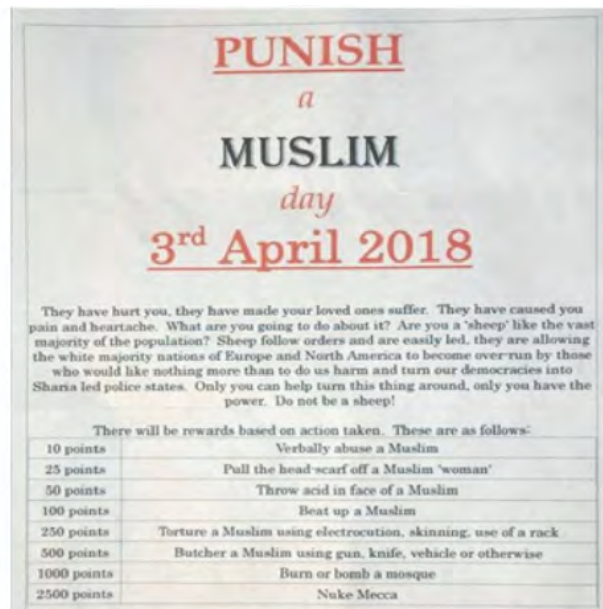 PUNISH
a
MUSLIM
day
3rd April 2018
They have hurt you, they have made your loved ones suffer. They have caused you
pain and heartache. What are you going to do about it? Are you a 'sheep' like the vast
majority of the population? Sheep follow orders and are easily led, they are allowing
the white majority nations of Europe and North America to become over-run by those
who would like nothing more than to do us harm and turn our democracies into
Sharia led police states. Only you can help turn this thing around, only you have the
power. Do not be a sheep!
There will be rewards based on action taken. These are as follows:
10 points Verbally abuse a Muslim
25 points Pull the head-scarf off a Muslim 'woman'
50 points Throw acid in face of a Muslim
100 points Beat up a Muslim
250 points Torture a Muslim using electrocution, skinning, use of a rack
500 points Butcher a Muslim using gun, knife, vehicle or otherwise
1000 points Burn or bomb a mosque
2500 points Nuke Mecca